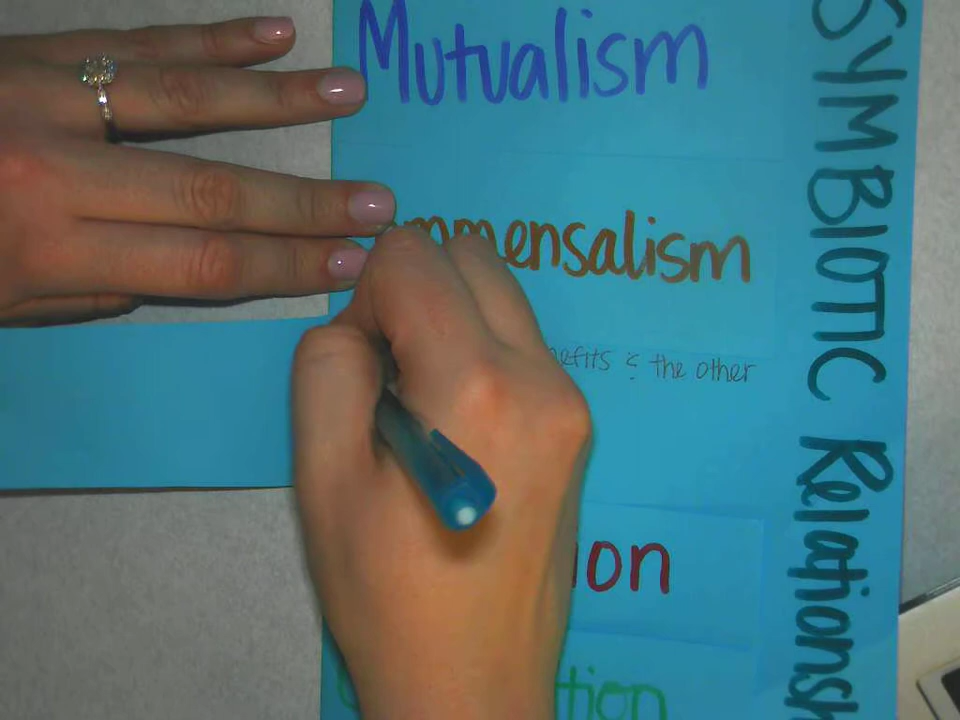 Mutualism
mmensalism
efits & the other
ion
tion
SYMBIOTIC Relationsh